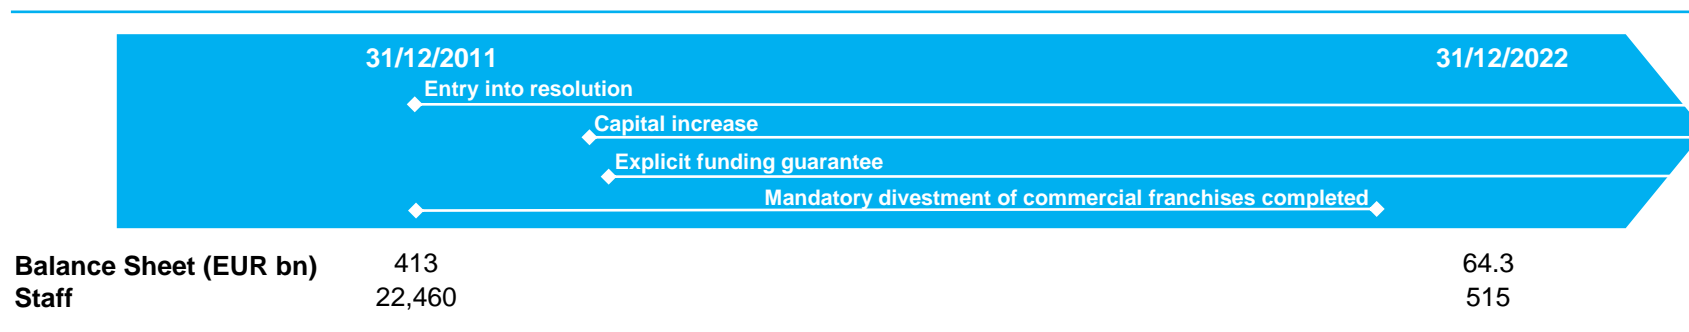 31/12/2011 31/12/2022
Entry into resolution
Capital increase
Explicit funding guarantee
Mandatory divestment of commercial franchises completed
Balance Sheet (EUR bn) 413 64.3
Staff 22,460 515